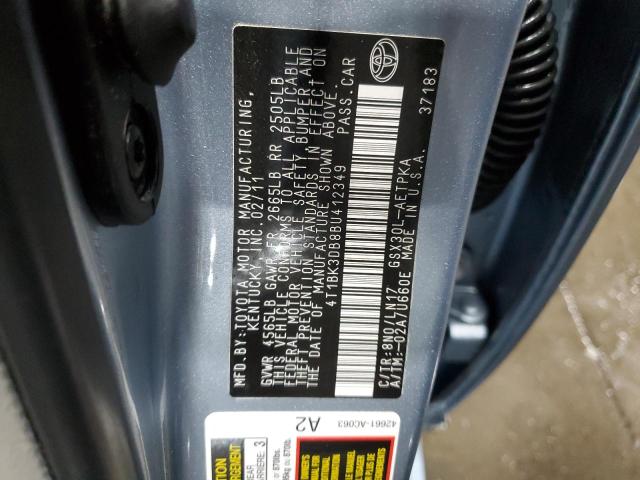 MFD.BY:TOYOTA MOTOR MANUFACTURING,
KENTUCKY, INC. 02/11
GVWR 4565LB GAWR FR 2665LB RR 2505LB
THIS VEHICLE CONFORMS TO ALL APPLICABLE
FEDERAL MOTOR VEHICLE SAFETY BUMPER, AND
THEFT PREVENTION STANDARDS IN EFFECT ON
THE DATE OF MANUFACTURE SHOWN ABOVE.
4T1BK3DB8BU412349 PASS.CAR
C/TR:8N0/LN17 GSX30L-AETPKA
A/TM:-02A/U660E MADE IN U.S.A.
37183
42661-AC063
A2
3